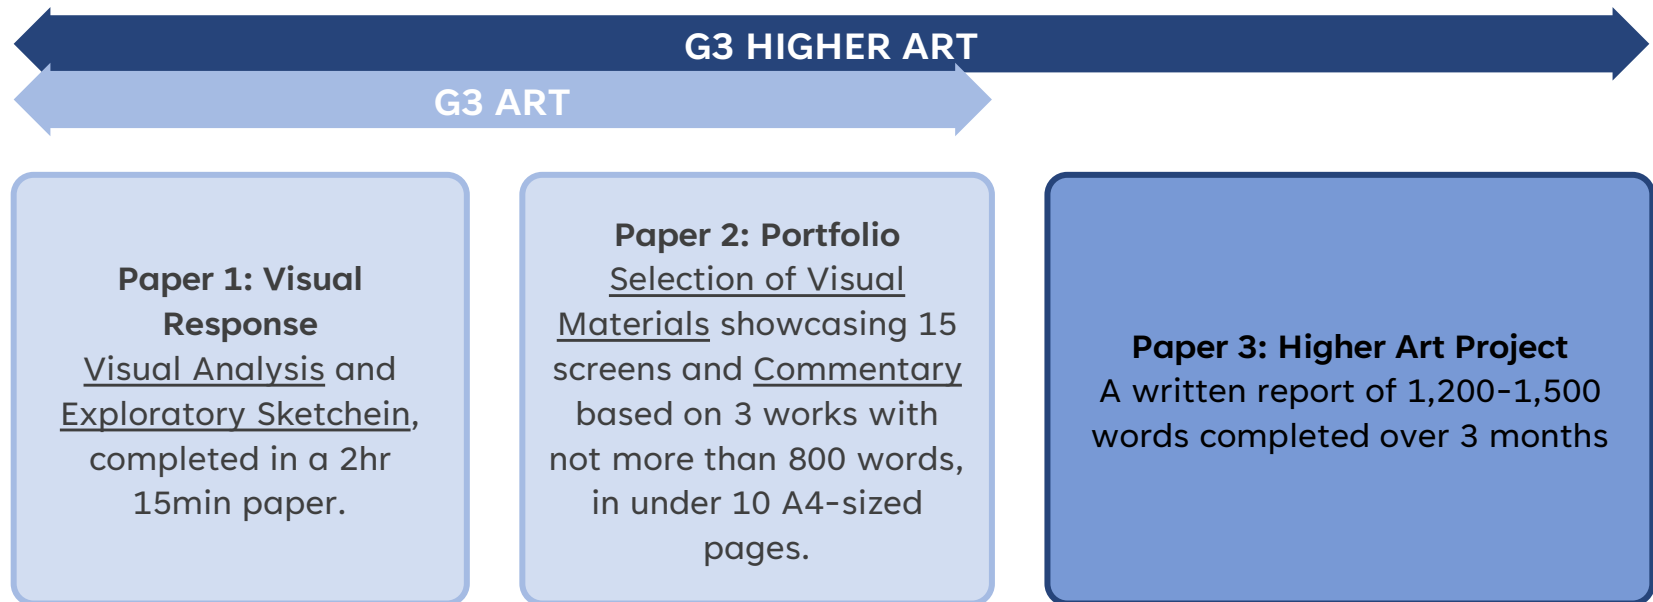 G3 HIGHER ART
G3 ART
Paper 1: Visual
Response
Visual Analysis and
Exploratory Sketchein,
completed in a 2hr
15min paper.
Paper 2: Portfolio
Selection of Visual
Materials showcasing 15
screens and Commentary
based on 3 works with
not more than 800 words,
in under 10 A4-sized
pages.
Paper 3: Higher Art Project
A written report of 1,200-1,500
words completed over 3 months